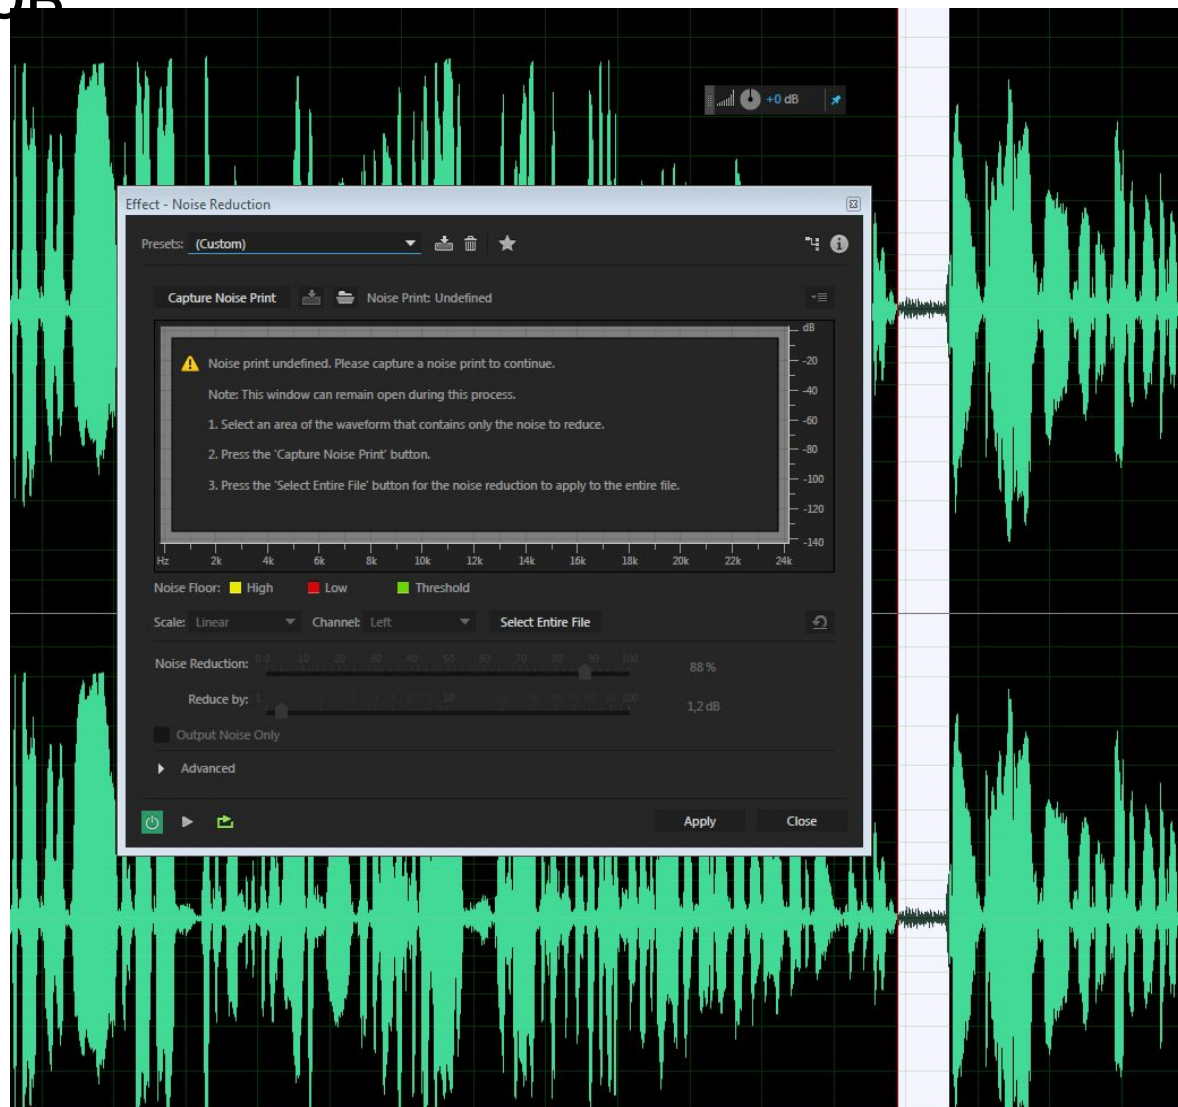 +0 dB
Effect - Noise Reduction
Presets: (Custom)
Capture Noise Print Noise Print: Undefined
dB
Noise print undefined. Please capture a noise print to continue.
-20
Note: This window can remain open during this process.
-40
1. Select an area of the waveform that contains only the noise to reduce.
-60
2. Press the 'Capture Noise Print' button.
-80
3. Press the 'Select Entire File' button for the noise reduction to apply to the entire file.
-100
-120
-140
Hz 2k 4k 6k 8k 10k 12k 14k 16k 18k 20k 22k 24k
Noise Floor: High Low Threshold
Scale: Linear Channel: Left Select Entire File
Noise Reduction: 10 20 30 40 50 60 70 80 90 100 88 %
Reduce by: 1 10 100 1,2 dB
Output Noise Only
Advanced
Apply Close